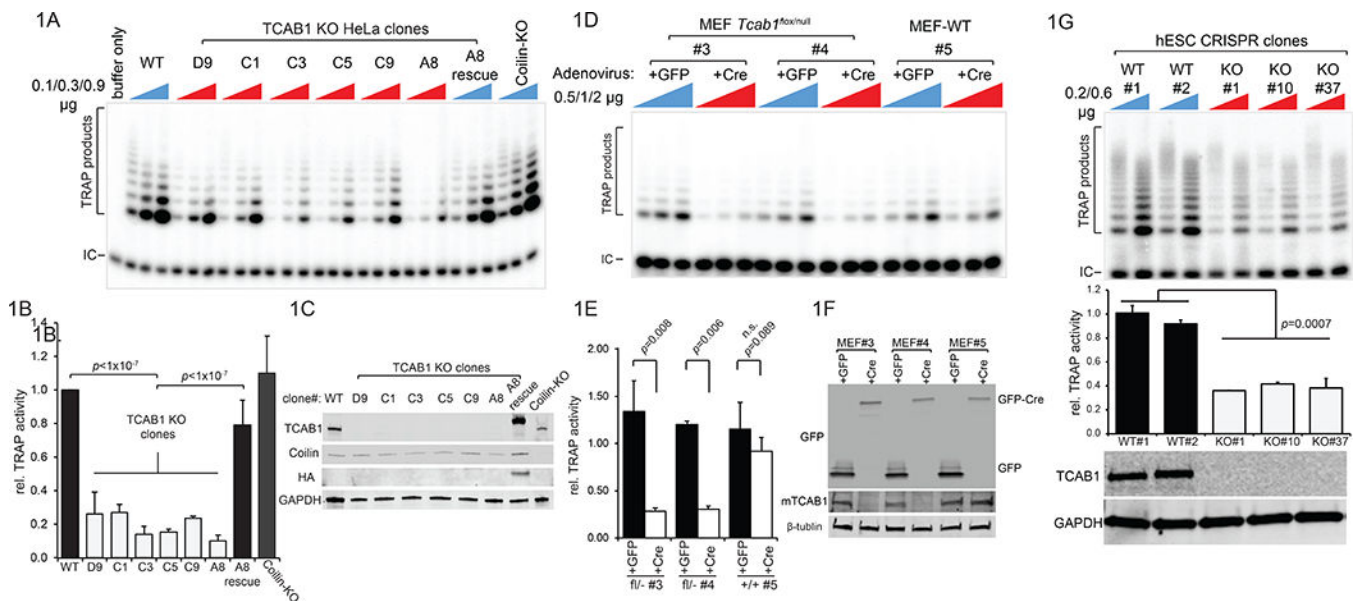 1A
TCAB1 KO HeLa clones
buffer only
WT D9 C1 C3 C5 C9 A8 A8 rescue Coilin-KO
0.1/0.3/0.9 µg
TRAP products
IC
1B
1B
rel. TRAP activity
1.4
1.2
1.0
0.8
0.6
0.4
0.2
0.0
p<1x10-7
p<1x10-7
TCAB1 KO clones
WT D9 C1 C3 C5 C9 A8 A8 rescue Coilin-KO
1C
TCAB1 KO clones
clone#: WT D9 C1 C3 C5 C9 A8 A8 rescue Coilin-KO
TCAB1
Coilin
HA
GAPDH
1D
MEF Tcab1flox/null
MEF-WT
#3 #4 #5
Adenovirus: +GFP +Cre +GFP +Cre +GFP +Cre
0.5/1/2 µg
TRAP products
IC
1E
p=0.008
p=0.006
n.s.
p=0.089
rel. TRAP activity
2.00
1.50
1.25
1.00
0.50
0.00
+GFP +Cre +GFP +Cre +GFP +Cre
fl/- #3 fl/- #4 +/+ #5
1F
MEF#3 MEF#4 MEF#5
+GFP +Cre +GFP +Cre +GFP +Cre
GFP-Cre
GFP
GFP
mTCAB1
β-tublin
1G
hESC CRISPR clones
WT WT KO KO KO
0.2/0.6 #1 #2 #1 #10 #37
µg
TRAP products
IC
rel. TRAP activity
1.2
1.0
0.8
0.6
0.4
0.2
0.0
p=0.0007
WT#1 WT#2 KO#1 KO#10 KO#37
TCAB1
GAPDH